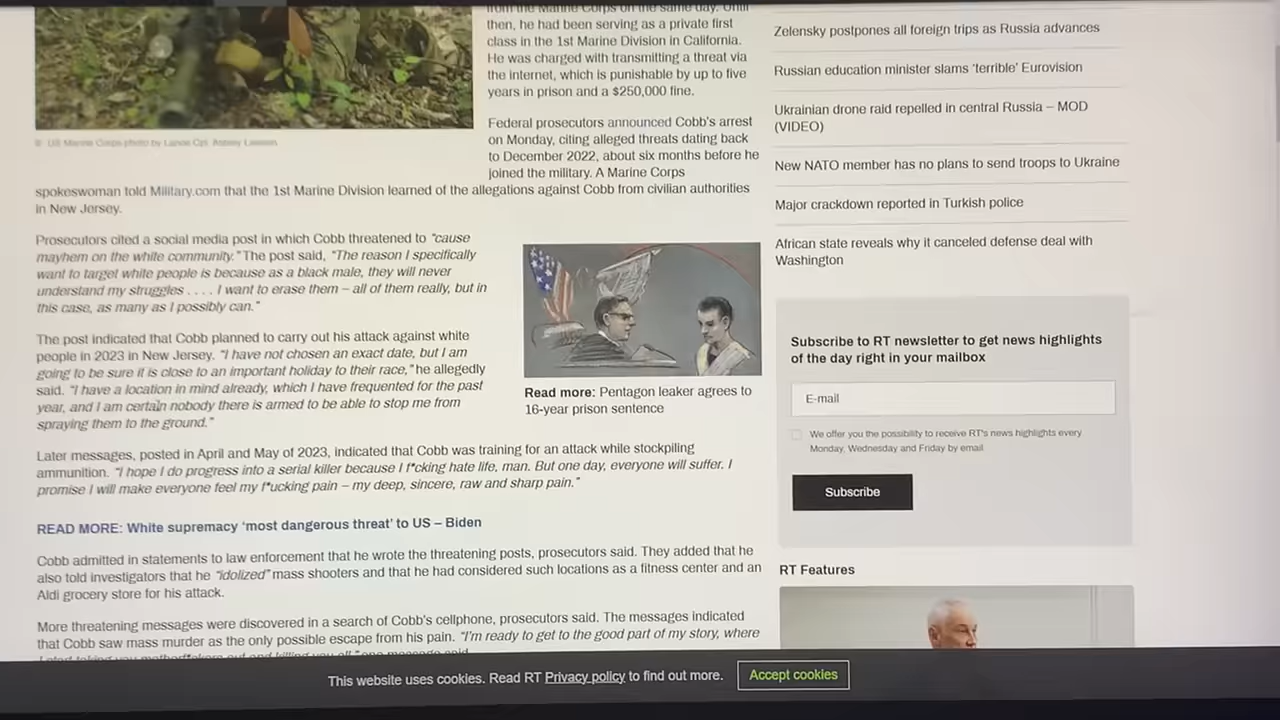 from the Marine Corps on the same day. Until
then, he had been serving as a private first
class in the 1st Marine Division in California.
He was charged with transmitting a threat via
the internet, which is punishable by up to five
years in prison and a $250,000 fine.
Federal prosecutors announced Cobb's arrest
on Monday, citing alleged threats dating back
to December 2022, about six months before he
joined the military. A Marine Corps
© US Marine Corps photo by Lance Cpl.
spokeswoman told Military.com that the 1st Marine Division learned of the allegations against Cobb from civilian authorities
in New Jersey.
Prosecutors cited a social media post in which Cobb threatened to "cause
mayhem on the white community." The post said, "The reason I specifically
want to target white people is because as a black male, they will never
understand my struggles . . . . I want to erase them – all of them really, but in
this case, as many as I possibly can."
The post indicated that Cobb planned to carry out his attack against white
people in 2023 in New Jersey. "I have not chosen an exact date, but I am
going to be sure it is close to an important holiday to their race," he allegedly
said. "I have a location in mind already, which I have frequented for the past
year, and I am certain nobody there is armed to be able to stop me from
spraying them to the ground."
Read more: Pentagon leaker agrees to
16-year prison sentence
Later messages, posted in April and May of 2023, indicated that Cobb was training for an attack while stockpiling
ammunition. "I hope I do progress into a serial killer because I f*cking hate life, man. But one day, everyone will suffer. I
promise I will make everyone feel my f*ucking pain – my deep, sincere, raw and sharp pain."
READ MORE: White supremacy 'most dangerous threat' to US – Biden
Cobb admitted in statements to law enforcement that he wrote the threatening posts, prosecutors said. They added that he
also told investigators that he "idolized" mass shooters and that he had considered such locations as a fitness center and an
Aldi grocery store for his attack.
More threatening messages were discovered in a search of Cobb's cellphone, prosecutors said. The messages indicated
that Cobb saw mass murder as the only possible escape from his pain. "I'm ready to get to the good part of my story, where
Zelensky postpones all foreign trips as Russia advances
Russian education minister slams 'terrible' Eurovision
Ukrainian drone raid repelled in central Russia – MOD
(VIDEO)
New NATO member has no plans to send troops to Ukraine
Major crackdown reported in Turkish police
African state reveals why it canceled defense deal with
Washington
Subscribe to RT newsletter to get news highlights
of the day right in your mailbox
E-mail
We offer you the possibility to receive RT's news highlights every
Monday, Wednesday and Friday by email
Subscribe
RT Features
This website uses cookies. Read RT Privacy policy to find out more.
Accept cookies